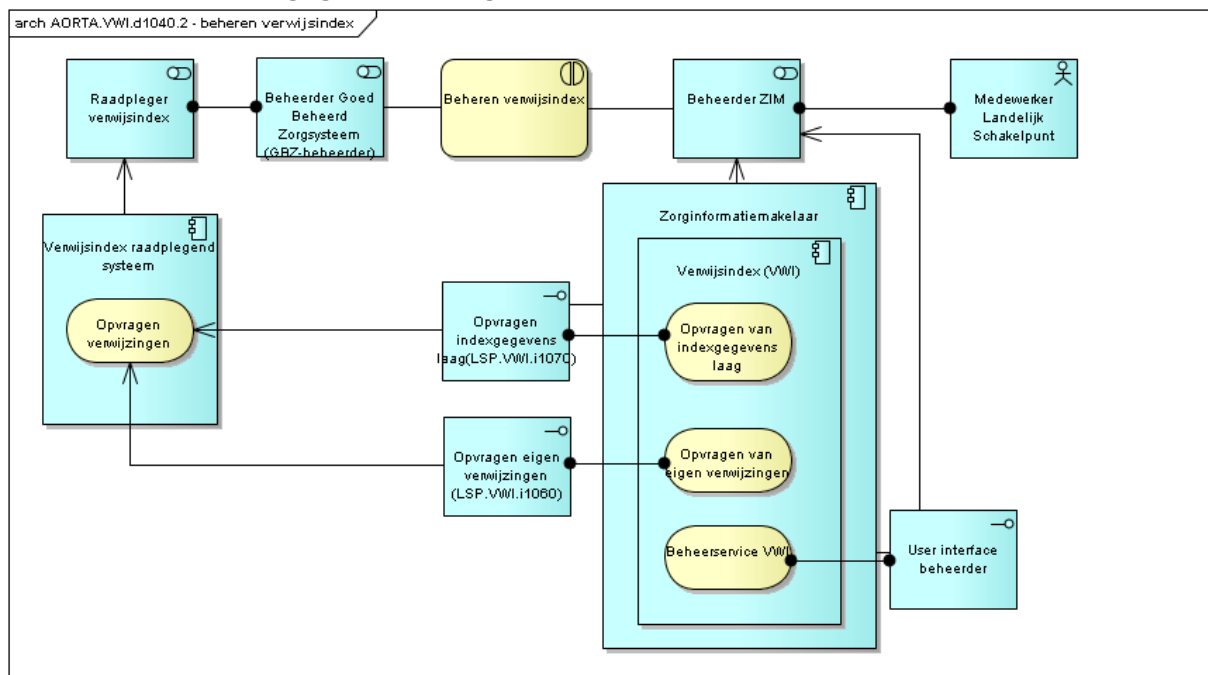 arch AORTA.VWI.d1040.2 - beheren verwijsindex
Raadpleger
verwijsindex
Beheerder Goed
Beheerd
Zorgsysteem
(GBZ-beheerder)
Beheren verwijsindex
Beheerder ZIM
Medewerker
Landelijk
Schakelpunt
Verwijsindex raadplegend
systeem
Opvragen
verwijzingen
Zorginformatiemakelaar
Verwijsindex (VWI)
Opvragen
indexgegevens
laag(LSP.VWI.i1070)
Opvragen van
indexgegevens
laag
Opvragen eigen
verwijzingen
(LSP.VWI.i1060)
Opvragen van
eigen verwijzingen
Beheerservice VWI
User interface
beheerder